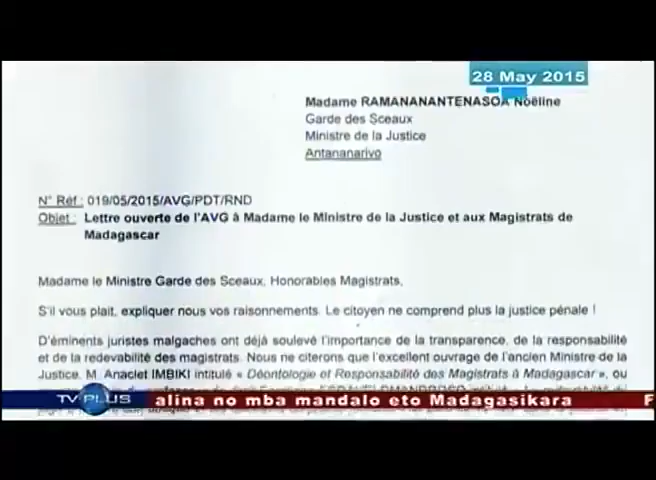 28 May 2015
Madame RAMANANANTENASOA Noëline
Garde des Sceaux
Ministre de la Justice
Antananarivo
N° Réf : 019/05/2015/AVG/PDT/RND
Objet : Lettre ouverte de l'AVG à Madame le Ministre de la Justice et aux Magistrats de
Madagascar
Madame le Ministre Garde des Sceaux, Honorables Magistrats,
S'il vous plait, expliquer nous vos raisonnements. Le citoyen ne comprend plus la justice pénale !
D'éminents juristes malgaches ont déjà soulevé l'importance de la transparence, de la responsabilité
et de la redevabilité des magistrats. Nous ne citerons que l'excellent ouvrage de l'ancien Ministre de la
Justice, M. Anaclet IMBIKI intitulé « Déontologie et Responsabilité des Magistrats à Madagascar », ou
TV PLUS alina no mba mandalo eto Madagasikara F